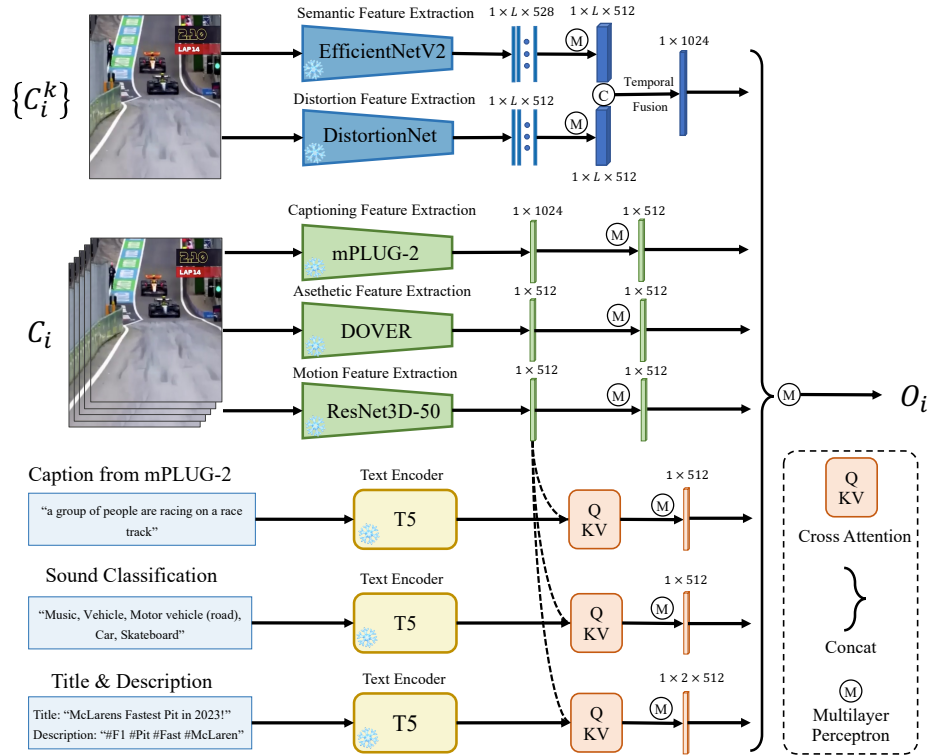 Semantic Feature Extraction
1 × L × 528
1 × L × 512
EfficientNetV2
M
1 × 1024
2.10
LAP14
{C_i^k}
Distortion Feature Extraction
1 × L × 512
C
Temporal
Fusion
DistortionNet
M
1 × L × 512
Captioning Feature Extraction
1 × 1024
1 × 512
mPLUG-2
M
2.10
LAP14
Asethetic Feature Extraction
1 × 512
1 × 512
C_i
DOVER
M
Motion Feature Extraction
1 × 512
1 × 512
ResNet3D-50
M
M
O_i
Caption from mPLUG-2
Text Encoder
1 × 512
“a group of people are racing on a race
track”
T5
Q
KV
M
Q
KV
Cross Attention
Sound Classification
Text Encoder
1 × 512
“Music, Vehicle, Motor vehicle (road),
Car, Skateboard”
T5
Q
KV
M
Concat
Title & Description
Text Encoder
1 × 2 × 512
Title: “McLarens Fastest Pit in 2023!”
Description: “#F1 #Pit #Fast #McLaren”
T5
Q
KV
M
M
Multilayer
Perceptron